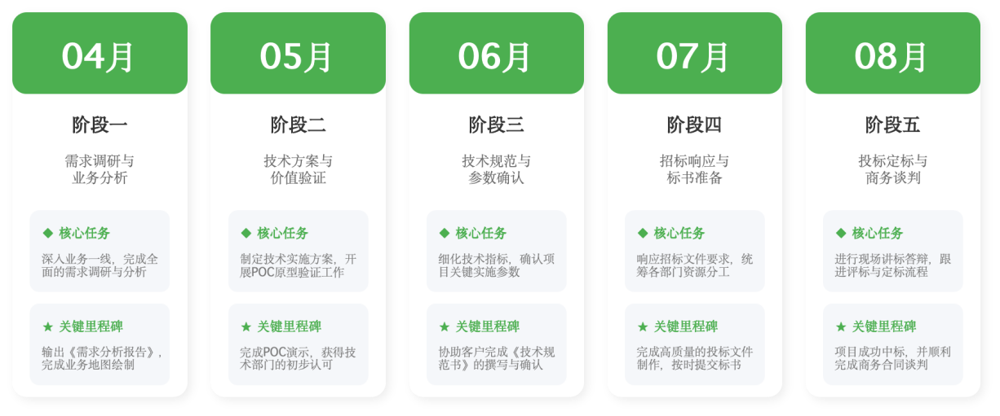 04月
阶段一
需求调研与
业务分析
◆ 核心任务
深入业务一线，完成全
面的需求调研与分析
★ 关键里程碑
输出《需求分析报告》，
完成业务地图绘制
05月
阶段二
技术方案与
价值验证
◆ 核心任务
制定技术实施方案，开
展POC原型验证工作
★ 关键里程碑
完成POC演示，获得技
术部门的初步认可
06月
阶段三
技术规范与
参数确认
◆ 核心任务
细化技术指标，确认项
目关键实施参数
★ 关键里程碑
协助客户完成《技术规
范书》的撰写与确认
07月
阶段四
招标响应与
标书准备
◆ 核心任务
响应招标文件要求，统
筹各部门资源分工
★ 关键里程碑
完成高质量的投标文件
制作，按时提交标书
08月
阶段五
投标定标与
商务谈判
◆ 核心任务
进行现场讲标答辩，跟
进评标与定标流程
★ 关键里程碑
项目成功中标，并顺利
完成商务合同谈判